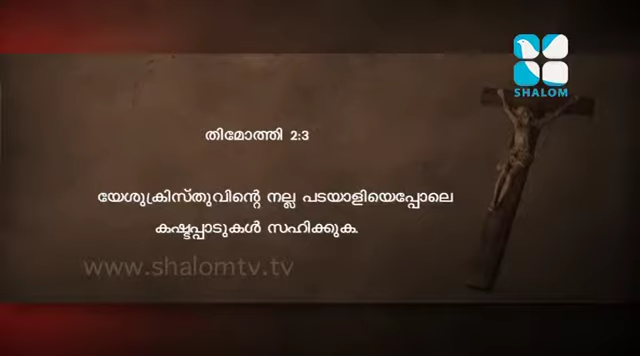 SHALOM
തിമോത്തി 2:3
യേശുക്രിസ്തുവിന്റെ നല്ല പടയാളിയെപ്പോലെ
കഷ്ടപ്പാടുകൾ സഹിക്കുക.
www.shalomtv.tv